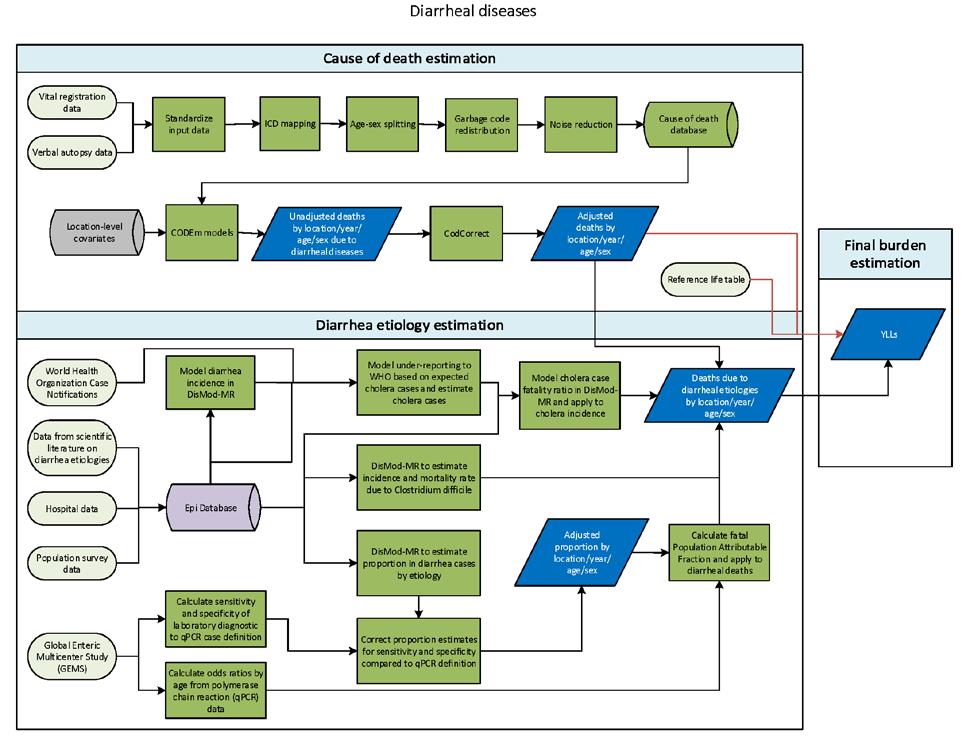 Diarrheal diseases
Cause of death estimation
Vital registration
data
Verbal autopsy data
Standardize
input data
ICD mapping
Age-sex splitting
Garbage code
redistribution
Noise reduction
Cause of death
database
Location-level
covariates
CODEm models
Unadjusted deaths
by location/year/
age/sex due to
diarrheal diseases
CodCorrect
Adjusted
deaths by
location/year/
age/sex
Reference life table
Final burden
estimation
YLLs
Diarrhea etiology estimation
World Health
Organization Case
Notifications
Data from scientific
literature on
diarrhea etiologies
Hospital data
Population survey
data
Global Enteric
Multicenter Study
(GEMS)
Model diarrhea
incidence in
DisMod-MR
Epi Database
Calculate sensitivity
and specificity of
laboratory diagnostic
to qPCR case definition
Calculate odds ratios by
age from polymerase
chain reaction (qPCR)
data
Model under-reporting to
WHO based on expected
cholera cases and estimate
cholera cases
DisMod-MR to estimate
incidence and mortality rate
due to Clostridium difficile
DisMod-MR to estimate
proportion in diarrhea cases
by etiology
Correct proportion estimates
for sensitivity and specificity
compared to qPCR definition
Model cholera case
fatality ratio in DisMod-
MR and apply to
cholera incidence
Adjusted
proportion by
location/year/
age/sex
Deaths due to
diarrheal etiologies
by location/year/
age/sex
Calculate fatal
Population Attributable
Fraction and apply to
diarrheal deaths